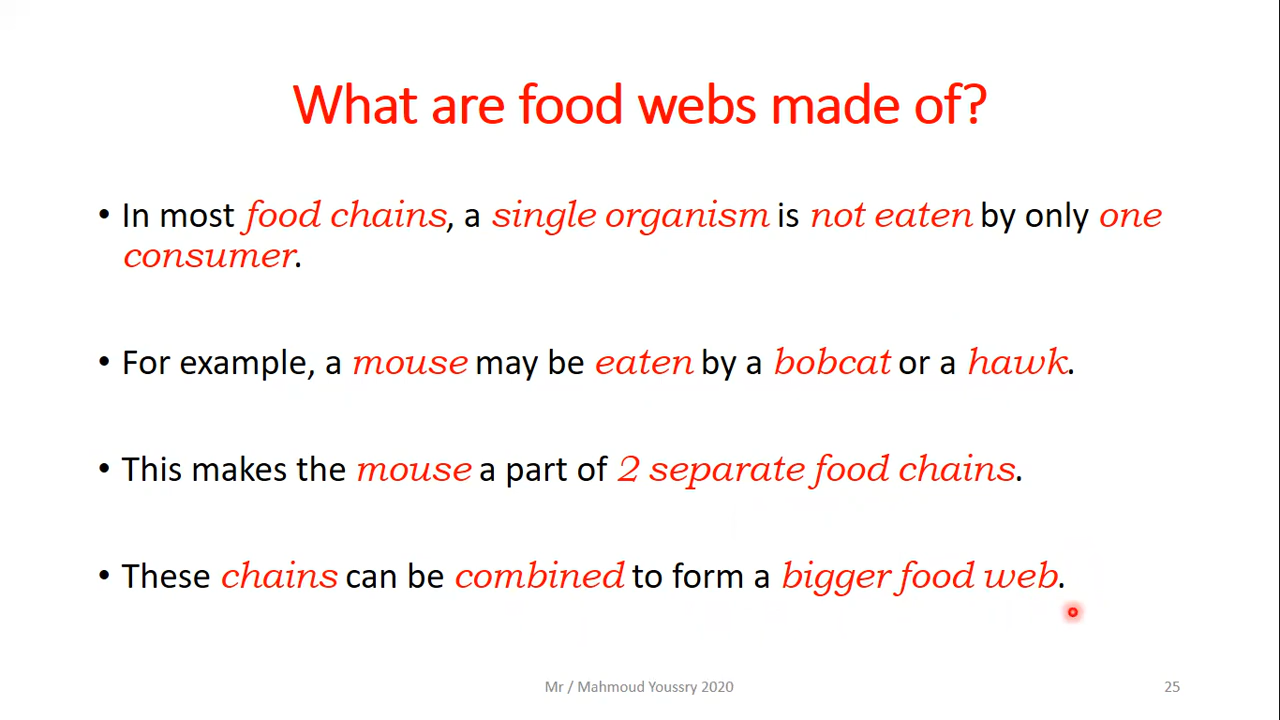 What are food webs made of?
• In most food chains, a single organism is not eaten by only one
consumer.
• For example, a mouse may be eaten by a bobcat or a hawk.
• This makes the mouse a part of 2 separate food chains.
• These chains can be combined to form a bigger food web.
Mr / Mahmoud Youssry 2020
25